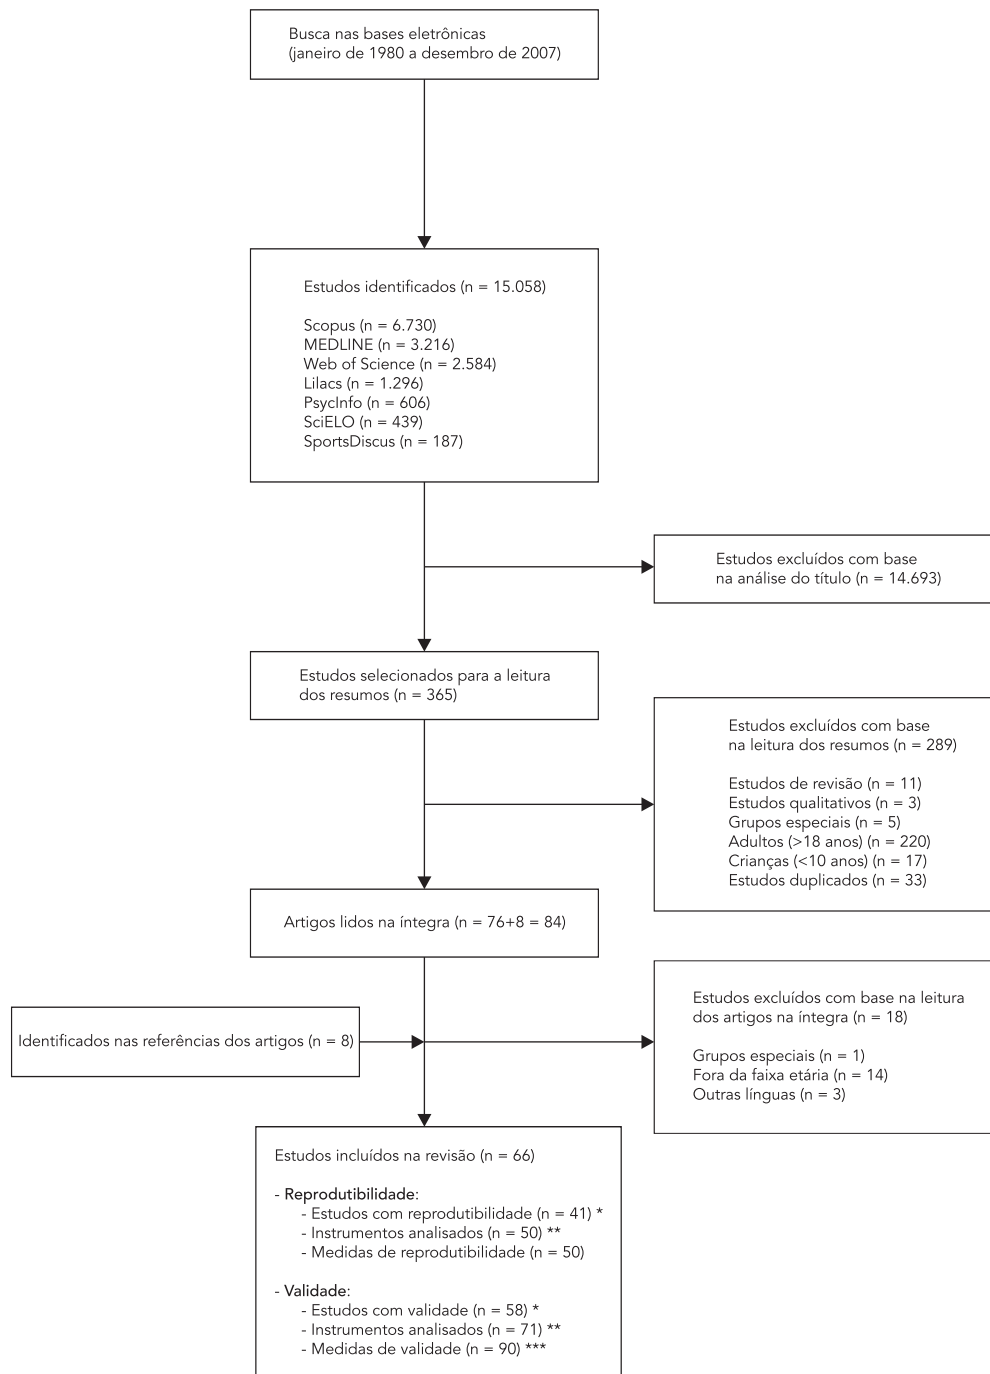 Busca nas bases eletrônicas
(janeiro de 1980 a desembro de 2007)
Estudos identificados (n = 15.058)
Scopus (n = 6.730)
MEDLINE (n = 3.216)
Web of Science (n = 2.584)
Lilacs (n = 1.296)
PsycInfo (n = 606)
SciELO (n = 439)
SportsDiscus (n = 187)
Estudos excluídos com base
na análise do título (n = 14.693)
Estudos selecionados para a leitura
dos resumos (n = 365)
Estudos excluídos com base
na leitura dos resumos (n = 289)
Estudos de revisão (n = 11)
Estudos qualitativos (n = 3)
Grupos especiais (n = 5)
Adultos (>18 anos) (n = 220)
Crianças (<10 anos) (n = 17)
Estudos duplicados (n = 33)
Artigos lidos na íntegra (n = 76+8 = 84)
Identificados nas referências dos artigos (n = 8)
Estudos excluídos com base na leitura
dos artigos na íntegra (n = 18)
Grupos especiais (n = 1)
Fora da faixa etária (n = 14)
Outras línguas (n = 3)
Estudos incluídos na revisão (n = 66)
- Reprodutibilidade:
- Estudos com reprodutibilidade (n = 41) *
- Instrumentos analisados (n = 50) **
- Medidas de reprodutibilidade (n = 50)
- Validade:
- Estudos com validade (n = 58) *
- Instrumentos analisados (n = 71) **
- Medidas de validade (n = 90) ***